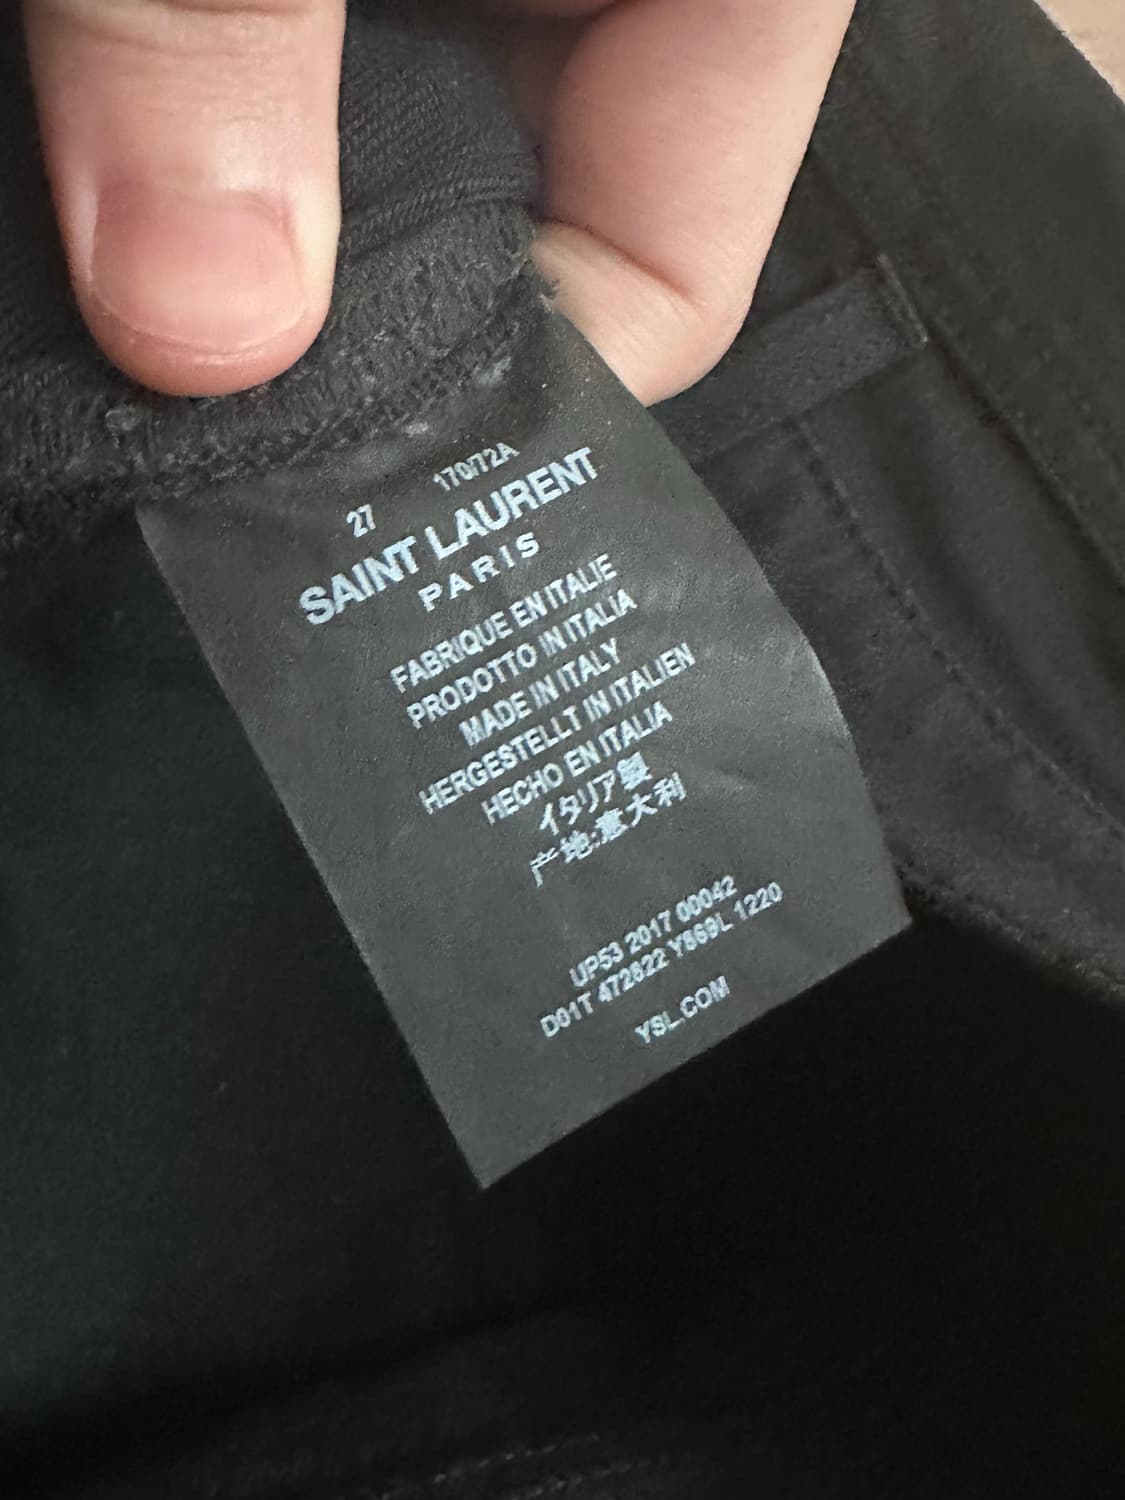 27 170/72A
SAINT LAURENT
PARIS
FABRIQUE EN ITALIE
PRODOTTO IN ITALIA
MADE IN ITALY
HERGESTELLT IN ITALIEN
HECHO EN ITALIA
イタリア製
产地:意大利
UP53 2017 00042
D01T 472822 Y869L 1220
YSL.COM